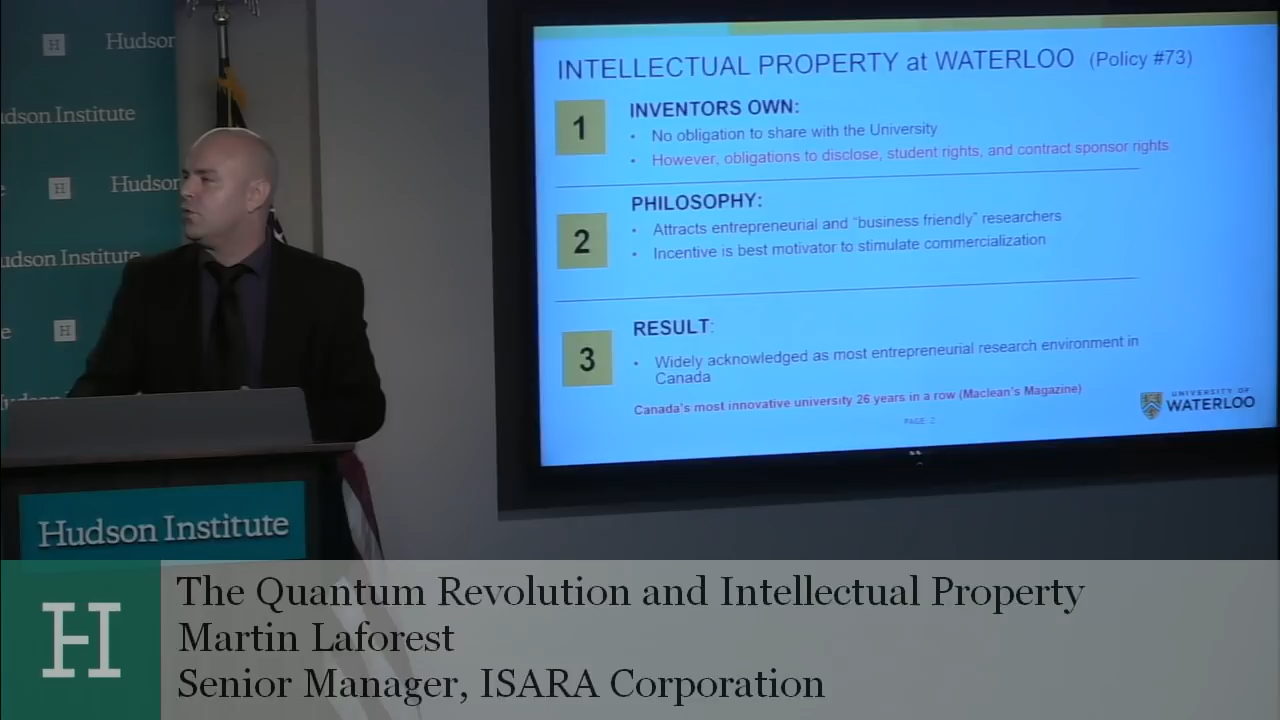 H Hudson
dson Institute
H Hudson
udson Institute
H
INTELLECTUAL PROPERTY at WATERLOO (Policy #73)
1
INVENTORS OWN:
• No obligation to share with the University
• However, obligations to disclose, student rights, and contract sponsor rights
2
PHILOSOPHY:
• Attracts entrepreneurial and “business friendly” researchers
• Incentive is best motivator to stimulate commercialization
3
RESULT:
• Widely acknowledged as most entrepreneurial research environment in
Canada
Canada's most innovative university 26 years in a row (Maclean's Magazine)
PAGE 2
UNIVERSITY OF
WATERLOO
Hudson Institute
H
The Quantum Revolution and Intellectual Property
Martin Laforest
Senior Manager, ISARA Corporation